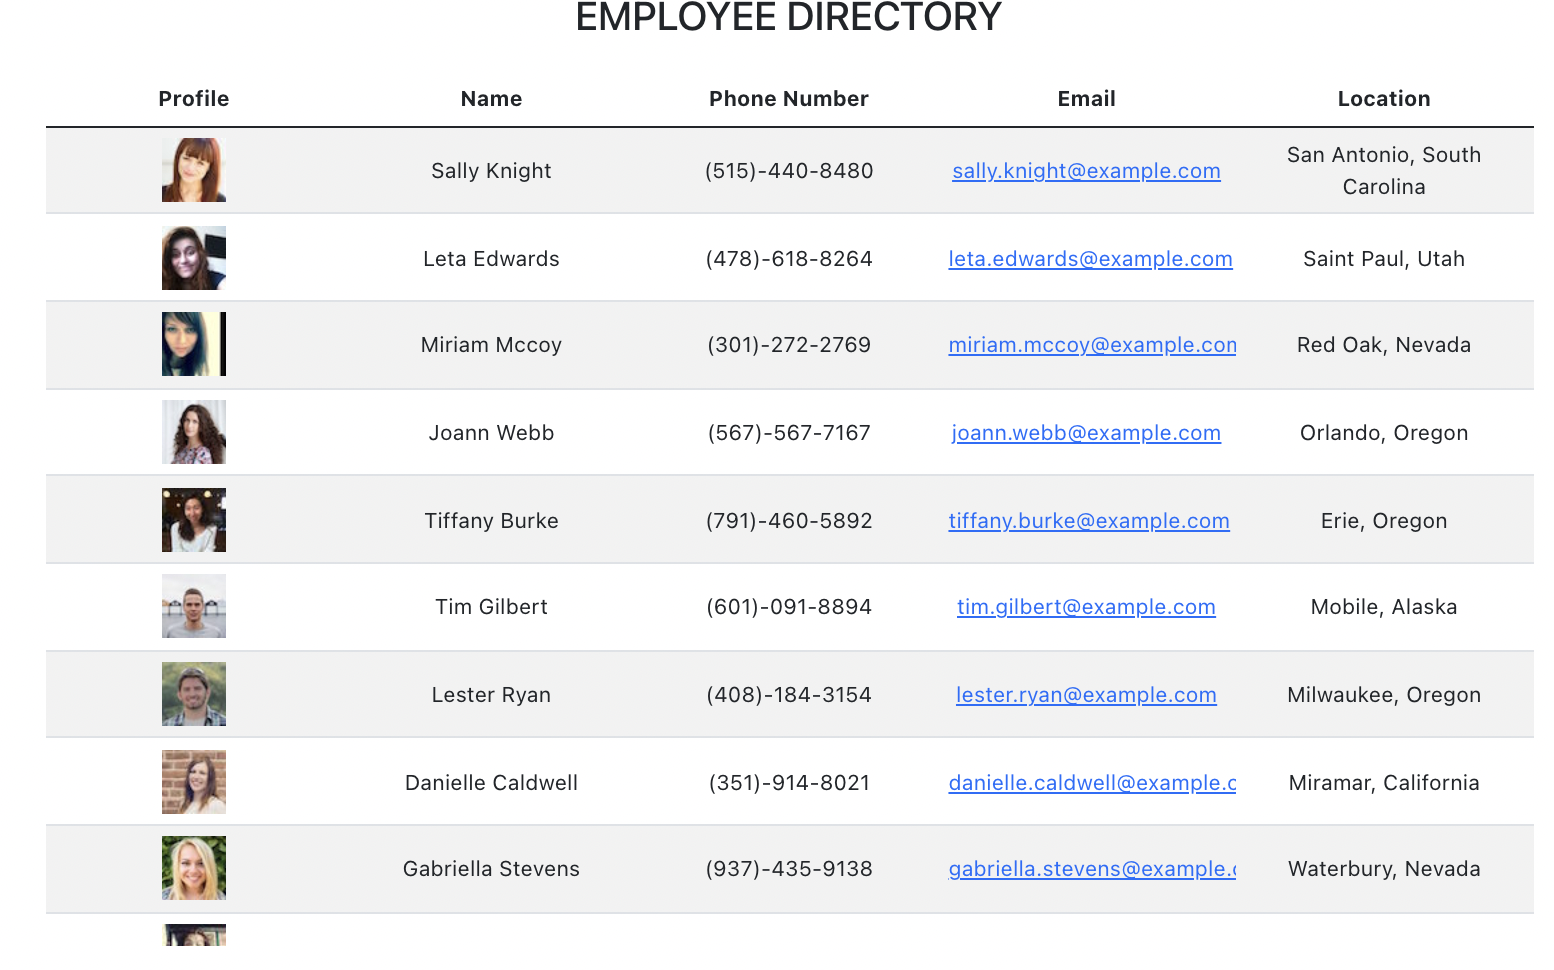 EMPLOYEE DIRECTORY
Profile Name Phone Number Email Location
Sally Knight (515)-440-8480 sally.knight@example.com San Antonio, South
Carolina
Leta Edwards (478)-618-8264 leta.edwards@example.com Saint Paul, Utah
Miriam Mccoy (301)-272-2769 miriam.mccoy@example.com Red Oak, Nevada
Joann Webb (567)-567-7167 joann.webb@example.com Orlando, Oregon
Tiffany Burke (791)-460-5892 tiffany.burke@example.com Erie, Oregon
Tim Gilbert (601)-091-8894 tim.gilbert@example.com Mobile, Alaska
Lester Ryan (408)-184-3154 lester.ryan@example.com Milwaukee, Oregon
Danielle Caldwell (351)-914-8021 danielle.caldwell@example.c Miramar, California
Gabriella Stevens (937)-435-9138 gabriella.stevens@example. Waterbury, Nevada